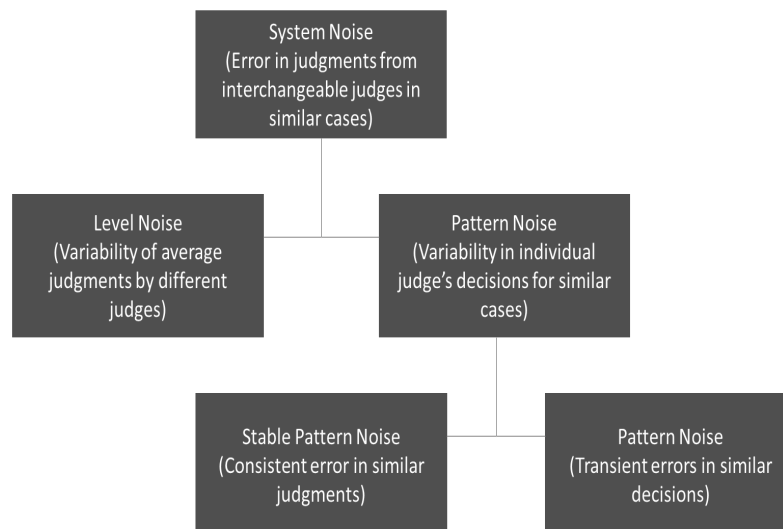 System Noise
(Error in judgments from
interchangeable judges in
similar cases)
Level Noise
(Variability of average
judgments by different
judges)
Pattern Noise
(Variability in individual
judge's decisions for similar
cases)
Stable Pattern Noise
(Consistent error in similar
judgments)
Pattern Noise
(Transient errors in similar
decisions)